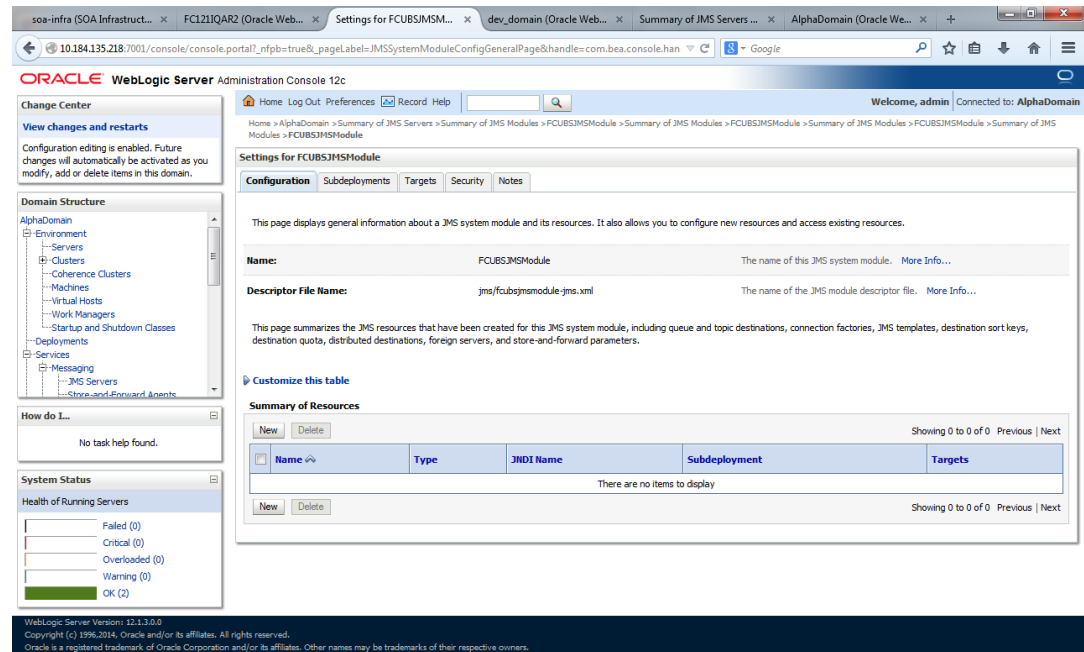 soa-infra (SOA Infrastruct... × FC121IQAR2 (Oracle Web... × Settings for FCUBSJMSM... × dev_domain (Oracle Web... × Summary of JMS Servers ... × AlphaDomain (Oracle We... × +
10.184.135.218:7001/console/console.portal?_nfpb=true&_pageLabel=JMSSystemModuleConfigGeneralPage&handle=com.bea.console.han
Google
ORACLE WebLogic Server Administration Console 12c
Change Center
View changes and restarts
Configuration editing is enabled. Future
changes will automatically be activated as you
modify, add or delete items in this domain.
Domain Structure
AlphaDomain
Environment
Servers
Clusters
Coherence Clusters
Machines
Virtual Hosts
Work Managers
Startup and Shutdown Classes
Deployments
Services
Messaging
JMS Servers
Store-and-Forward Agents
How do I...
No task help found.
System Status
Health of Running Servers
Failed (0)
Critical (0)
Overloaded (0)
Warning (0)
OK (2)
Home Log Out Preferences Record Help
Welcome, admin Connected to: AlphaDomain
Home >AlphaDomain >Summary of JMS Servers >Summary of JMS Modules >FCUBSJMSModule >Summary of JMS Modules >FCUBSJMSModule >Summary of JMS Modules >FCUBSJMSModule >Summary of JMS
Modules >FCUBSJMSModule
Settings for FCUBSJMSModule
Configuration Subdeployments Targets Security Notes
This page displays general information about a JMS system module and its resources. It also allows you to configure new resources and access existing resources.
Name: FCUBSJMSModule The name of this JMS system module. More Info...
Descriptor File Name: jms/fcubsjmsmodule-jms.xml The name of the JMS module descriptor file. More Info...
This page summarizes the JMS resources that have been created for this JMS system module, including queue and topic destinations, connection factories, JMS templates, destination sort keys,
destination quota, distributed destinations, foreign servers, and store-and-forward parameters.
Customize this table
Summary of Resources
New Delete Showing 0 to 0 of 0 Previous | Next
Name Type JNDI Name Subdeployment Targets
There are no items to display
New Delete Showing 0 to 0 of 0 Previous | Next
WebLogic Server Version: 12.1.3.0.0
Copyright (c) 1996,2014, Oracle and/or its affiliates. All rights reserved.
Oracle is a registered trademark of Oracle Corporation and/or its affiliates. Other names may be trademarks of their respective owners.